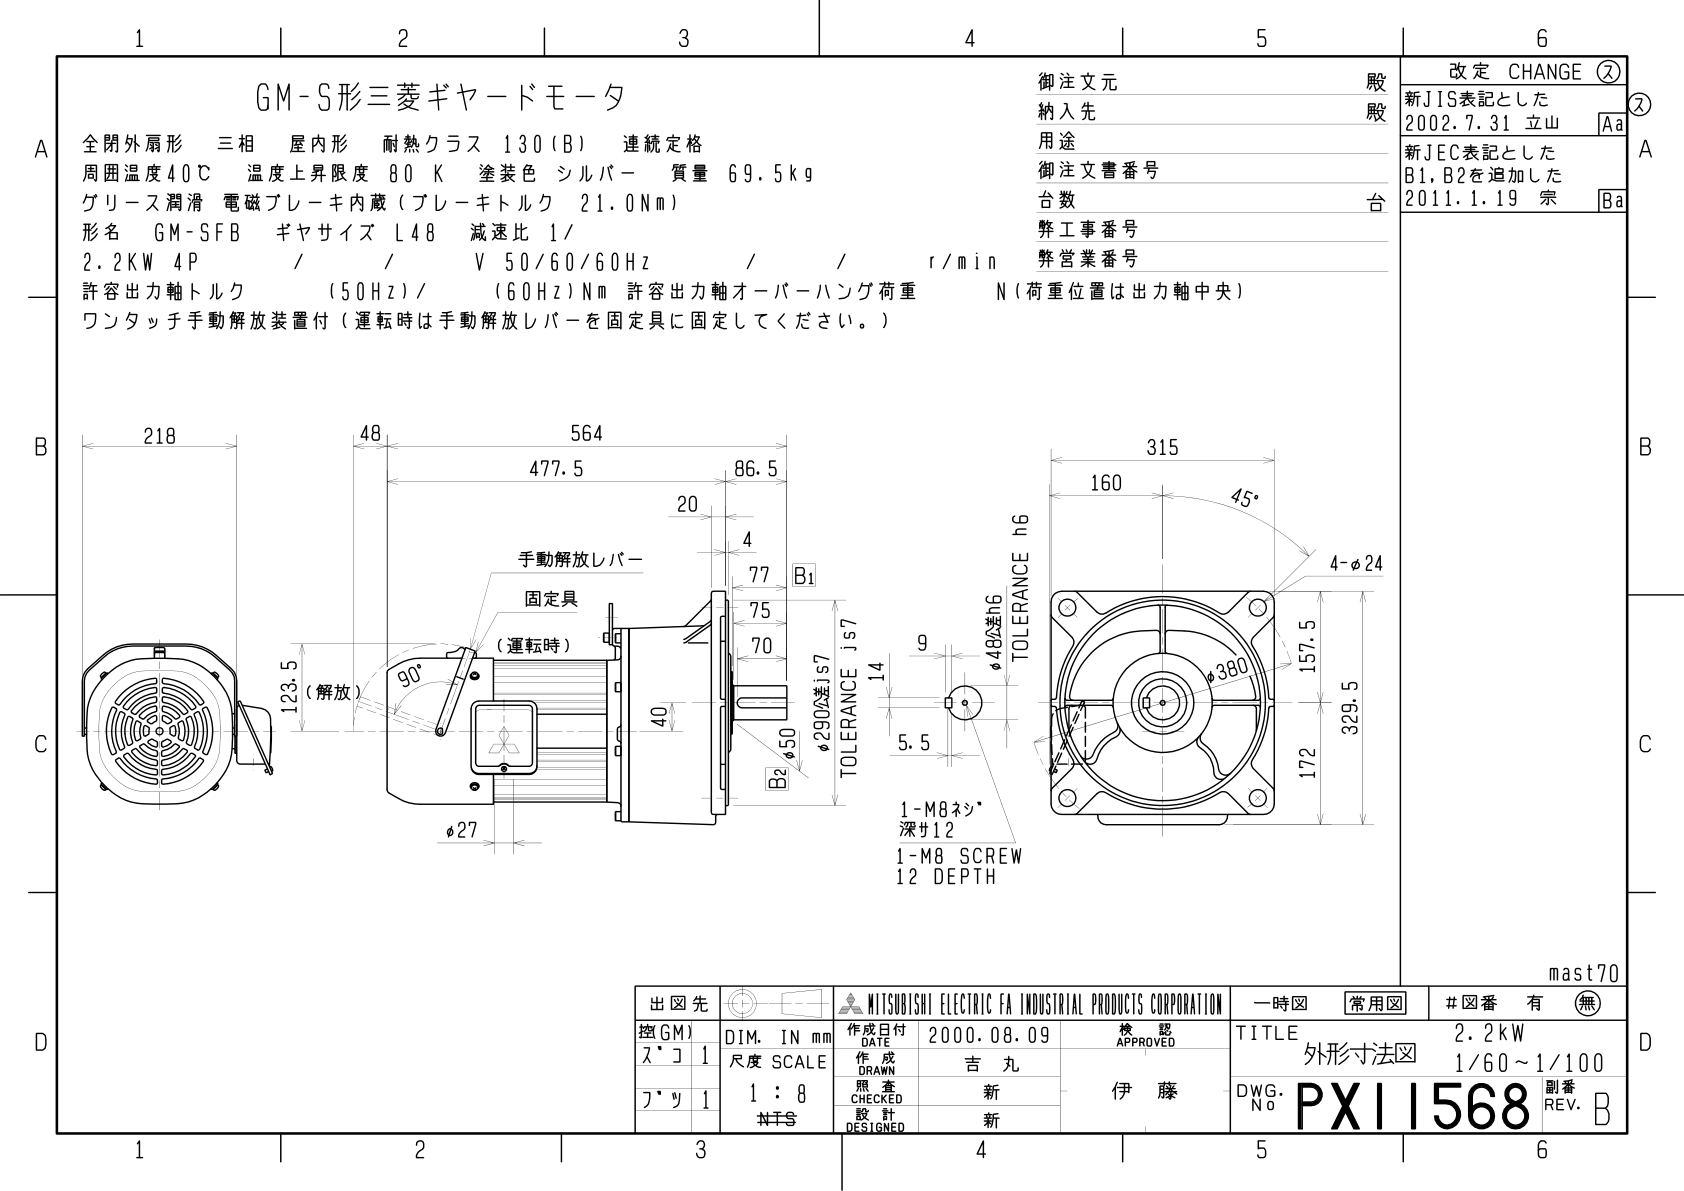 1 2 3 4 5 6
A
GM-S形三菱ギヤードモータ
全閉外扇形 三相 屋内形 耐熱クラス 130(B) 連続定格
周囲温度40℃ 温度上昇限度 80 K 塗装色 シルバー 質量 69.5kg
グリース潤滑 電磁ブレーキ内蔵(ブレーキトルク 21.0Nm)
形名 GM-SFB ギヤサイズ L48 減速比 1/
2.2KW 4P / / V 50/60/60Hz / / r/min
許容出力軸トルク (50Hz)/ (60Hz)Nm 許容出力軸オーバーハング荷重 N(荷重位置は出力軸中央)
ワンタッチ手動解放装置付(運転時は手動解放レバーを固定具に固定してください。)
御注文元 殿
納入先 殿
用途
御注文書番号
台数 台
弊工事番号
弊営業番号
改定 CHANGE ㋜
新JIS表記とした
2002.7.31 立山 Aa
㋜
新JEC表記とした
B1,B2を追加した
2011.1.19 宗 Ba
A
B
218
48
564
477.5
86.5
20
4
77 B1
75
70
手動解放レバー
固定具
(運転時)
(解放)
90°
123.5
40
φ50
B2
φ27
φ290公差js7
TOLERANCE js7
14
9
5.5
φ48公差h6
TOLERANCE h6
1-M8ネジ
深サ12
1-M8 SCREW
12 DEPTH
315
160
45°
4-φ24
φ380
157.5
172
329.5
B
C
C
D
D
mast70
出図先
控(GM)
ズコ 1
ブツ 1
DIM. IN mm
尺度 SCALE
1 : 8
NTS
MITSUBISHI ELECTRIC FA INDUSTRIAL PRODUCTS CORPORATION
作成日付
DATE
2000.08.09
作成
DRAWN
吉丸
照査
CHECKED
新
設計
DESIGNED
新
検認
APPROVED
伊藤
一時図 常用図 #図番 有 無
TITLE
外形寸法図
2.2kW
1/60~1/100
DWG.
No
PX11568
副番
REV.
B
1 2 3 4 5 6